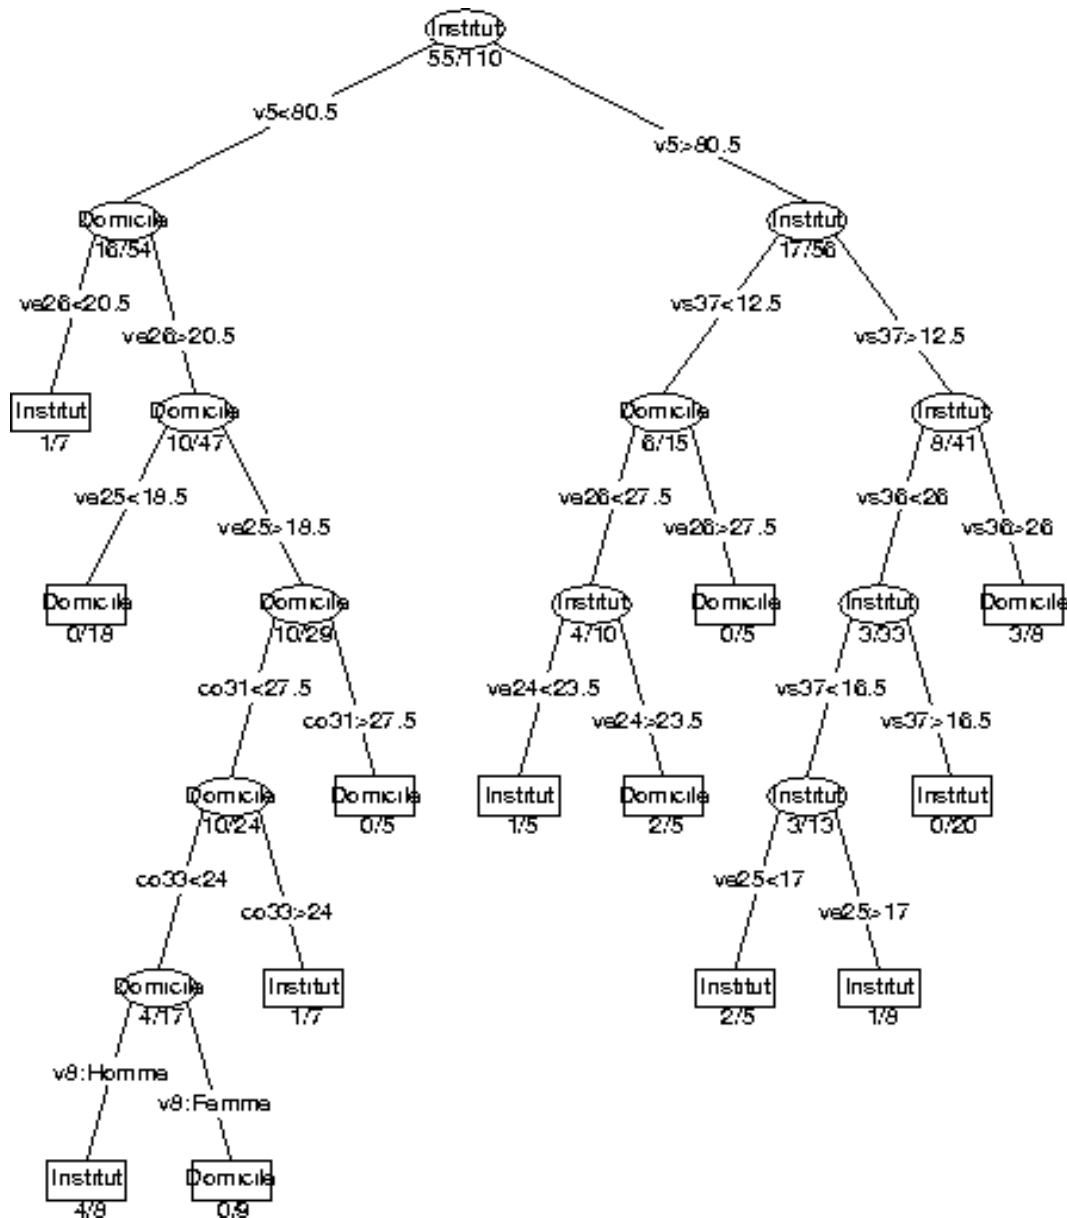 Institut
55/110
v5<80.5
v5>80.5
Domicile
16/54
Institut
17/56
ve26<20.5
ve26>20.5
vs37<12.5
vs37>12.5
Institut
1/7
Domicile
10/47
Domicile
6/15
Institut
8/41
ve25<18.5
ve25>18.5
ve26<27.5
ve26>27.5
vs36<26
vs36>26
Domicile
0/18
Domicile
10/29
Institut
4/10
Domicile
0/5
Institut
3/33
Domicile
3/8
co31<27.5
co31>27.5
ve24<23.5
ve24>23.5
vs37<16.5
vs37>16.5
Domicile
10/24
Domicile
0/5
Institut
1/5
Domicile
2/5
Institut
3/13
Institut
0/20
co33<24
co33>24
ve25<17
ve25>17
Domicile
4/17
Institut
1/7
Institut
2/5
Institut
1/8
v8:Homme
v8:Femme
Institut
4/8
Domicile
0/9